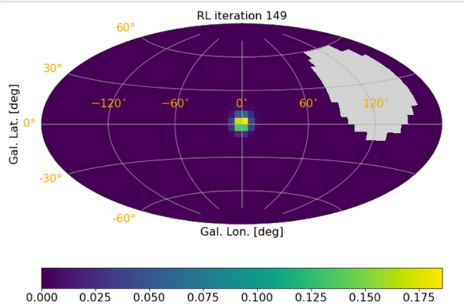 RL iteration 149
60°
30°
−120° −60° 0° 60° 120°
0°
-30°
-60°
Gal. Lat. [deg]
Gal. Lon. [deg]
0.000 0.025 0.050 0.075 0.100 0.125 0.150 0.175